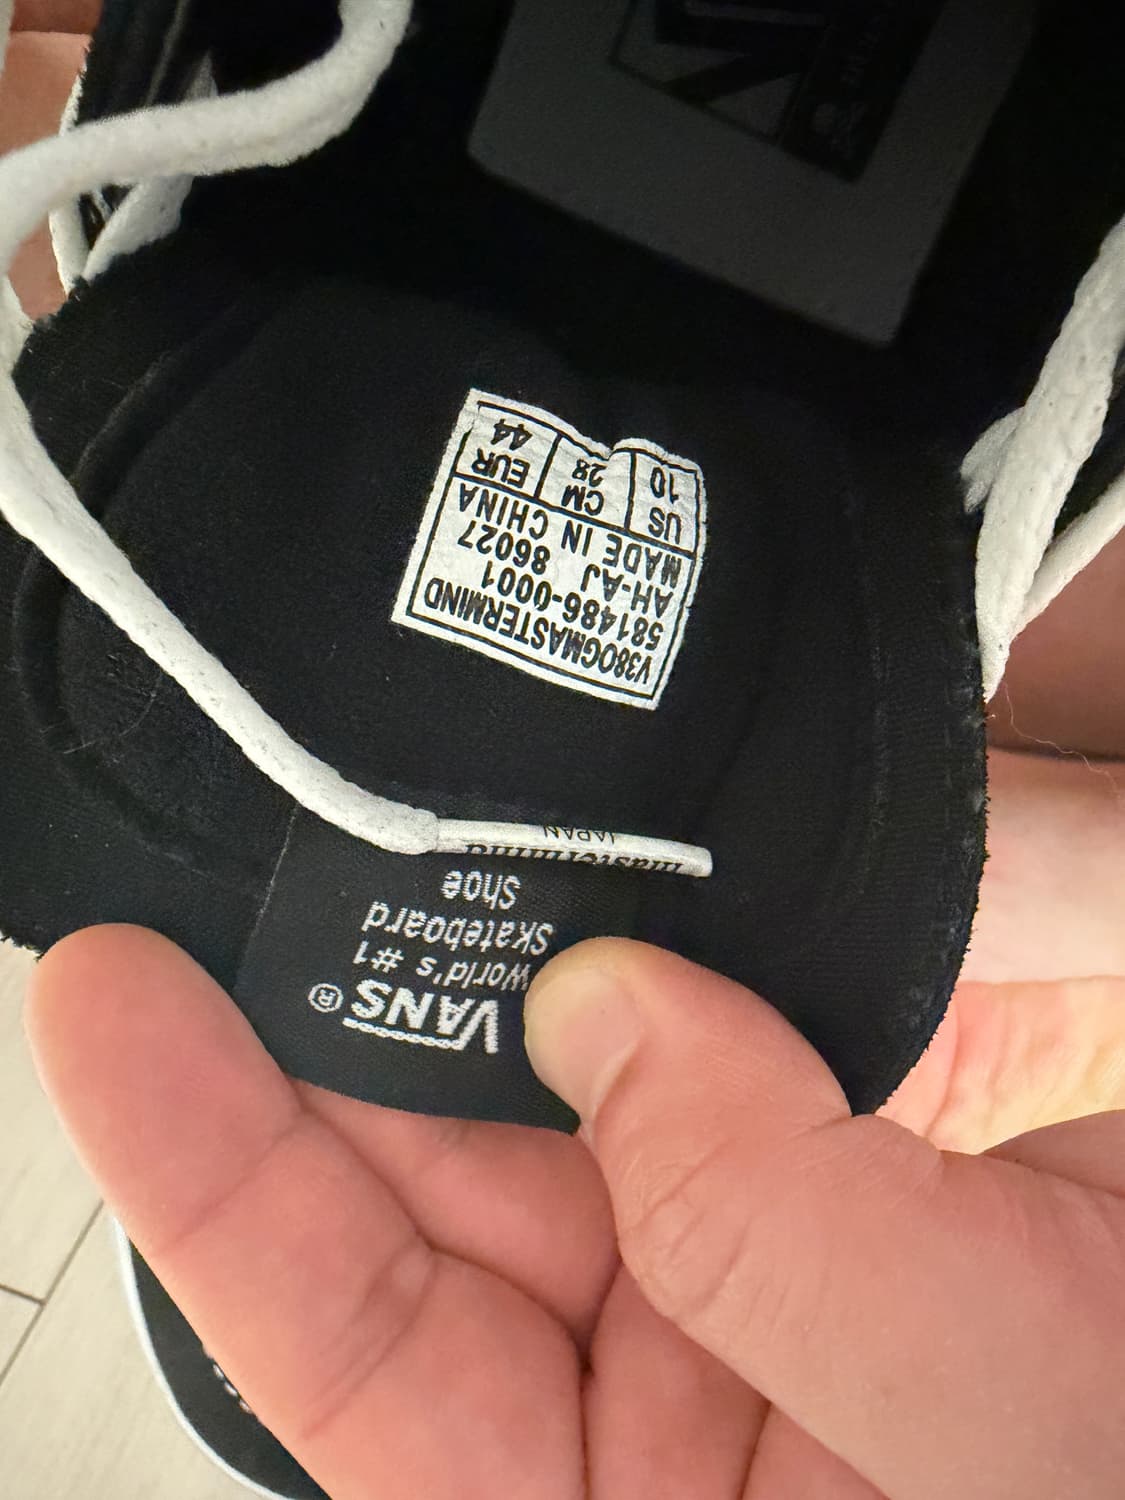 V38OGMASTERMIND
581486-0001
AH-AJ 86027
MADE IN CHINA
US CM EUR
10 28 44
VANS®
"World's #1
Skateboard
Shoe
mastermind
JAPAN